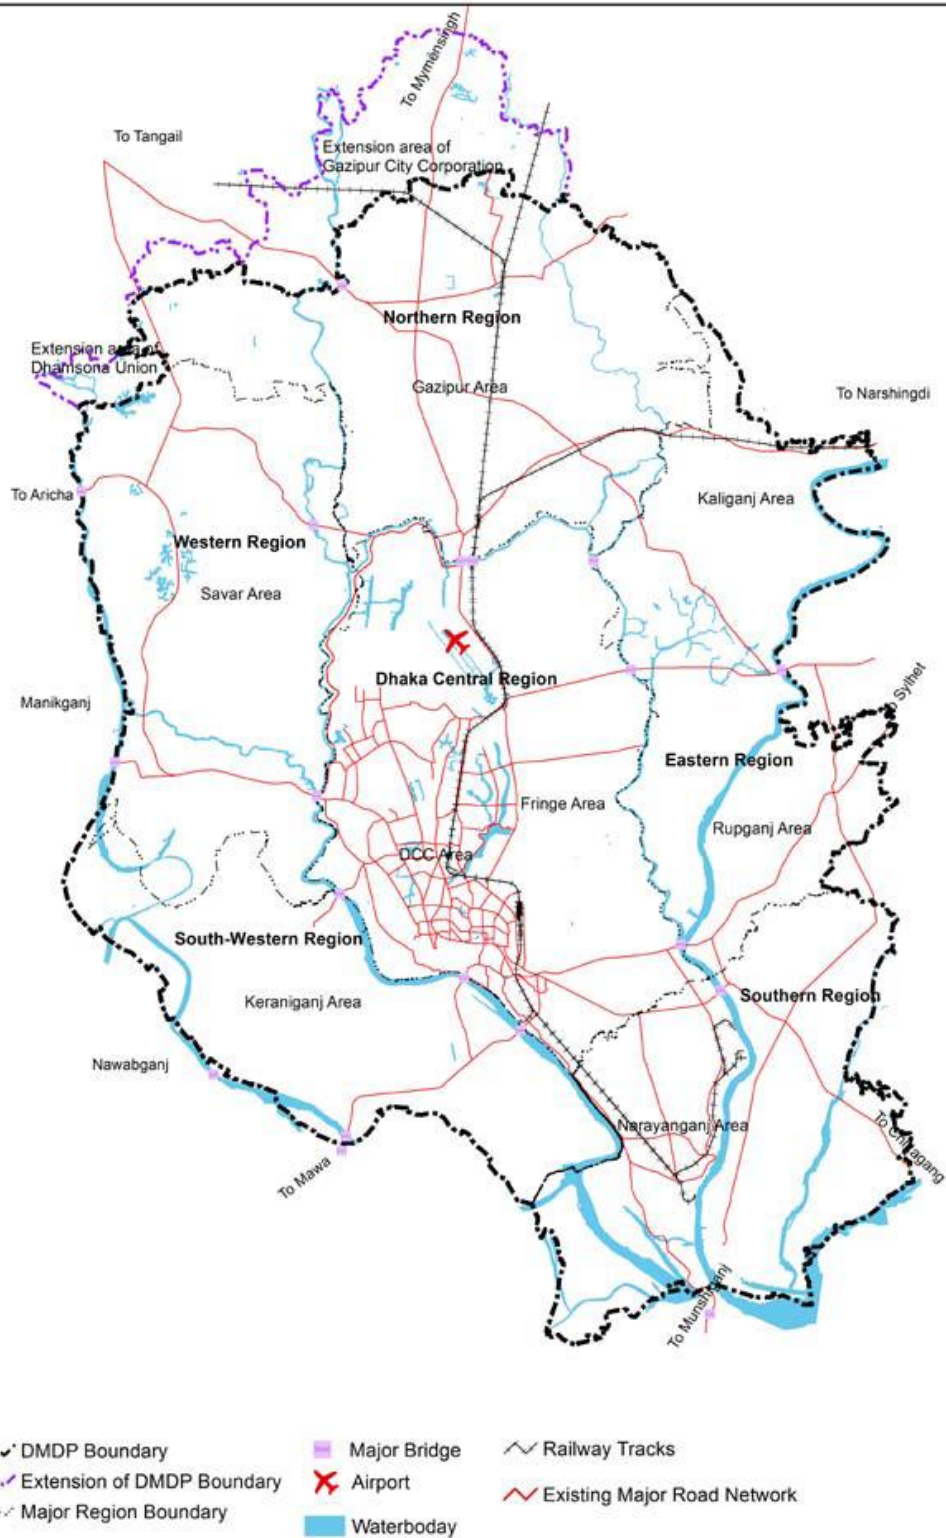 To Mymensingh
To Tangail
Extension area of
Gazipur City Corporation
Northern Region
Extension area of
Dhamsona Union
Gazipur Area
To Narshingdi
To Aricha
Kaliganj Area
Western Region
Savar Area
Dhaka Central Region
To Sylhet
Manikganj
Eastern Region
Fringe Area
Rupganj Area
DCC Area
South-Western Region
Southern Region
Keraniganj Area
Nawabganj
Narayanganj Area
To Chittagang
To Mawa
To Munshiganj
DMDP Boundary
Major Bridge
Railway Tracks
Extension of DMDP Boundary
Airport
Existing Major Road Network
Major Region Boundary
Waterboday